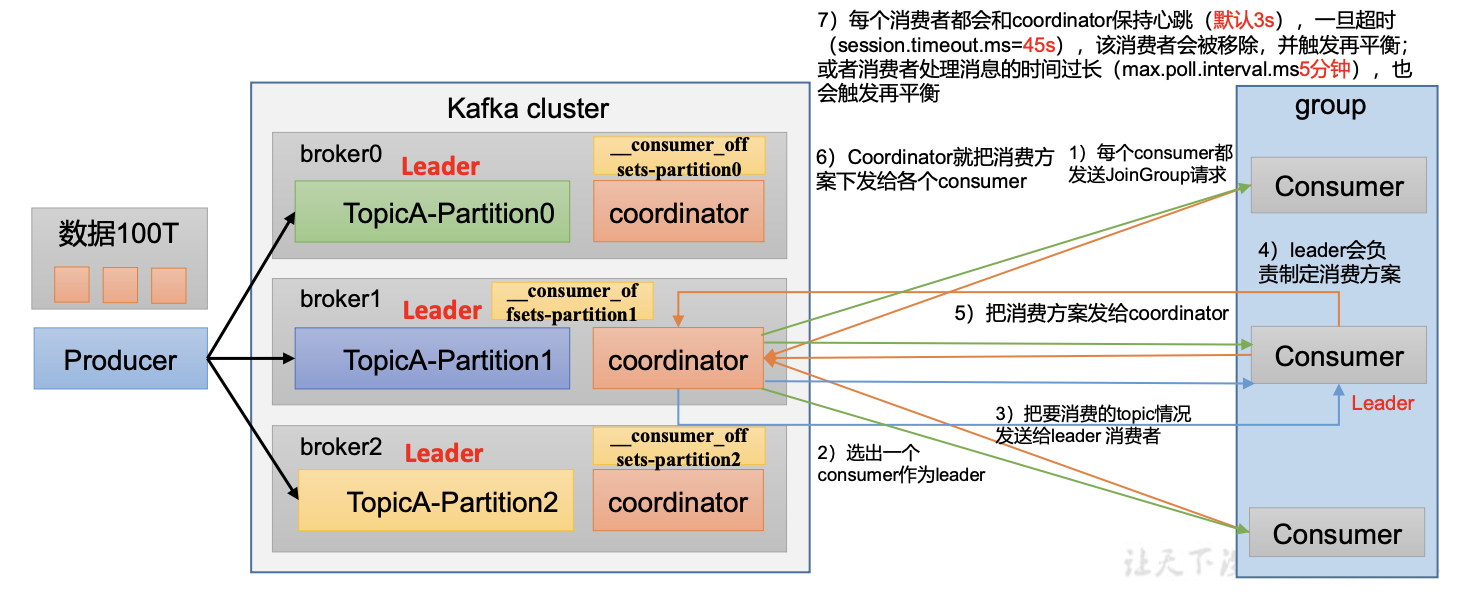 7）每个消费者都会和coordinator保持心跳（默认3s），一旦超时
（session.timeout.ms=45s），该消费者会被移除，并触发再平衡；
或者消费者处理消息的时间过长（max.poll.interval.ms5分钟），也
会触发再平衡
Kafka cluster
group
broker0
Leader
__consumer_off
sets-partition0
TopicA-Partition0
coordinator
6）Coordinator就把消费方
案下发给各个consumer
1）每个consumer都
发送JoinGroup请求
Consumer
数据100T
Producer
broker1
Leader
__consumer_of
fsets-partition1
TopicA-Partition1
coordinator
4）leader会负
责制定消费方案
5）把消费方案发给coordinator
Consumer
Leader
3）把要消费的topic情况
发送给leader 消费者
2）选出一个
consumer作为leader
broker2
Leader
__consumer_off
sets-partition2
TopicA-Partition2
coordinator
Consumer
让天下